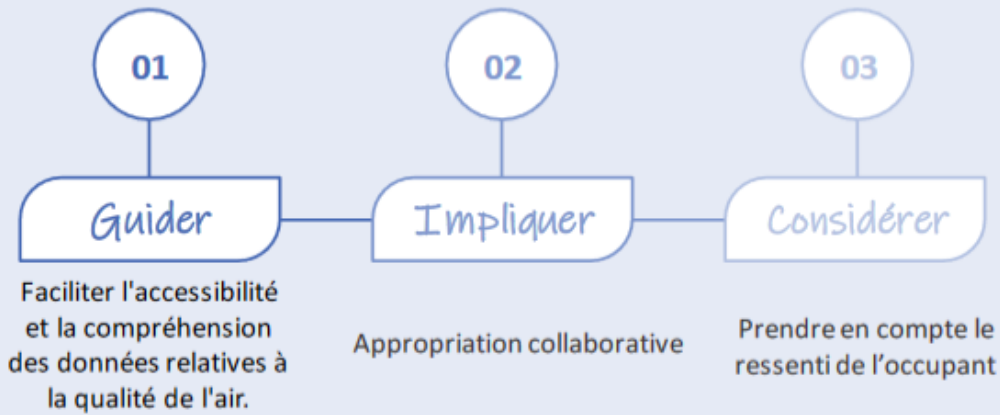 01
02
03
Guider
Impliquer
Considérer
Faciliter l'accessibilité
et la compréhension
des données relatives à
la qualité de l'air.
Appropriation collaborative
Prendre en compte le
ressenti de l’occupant